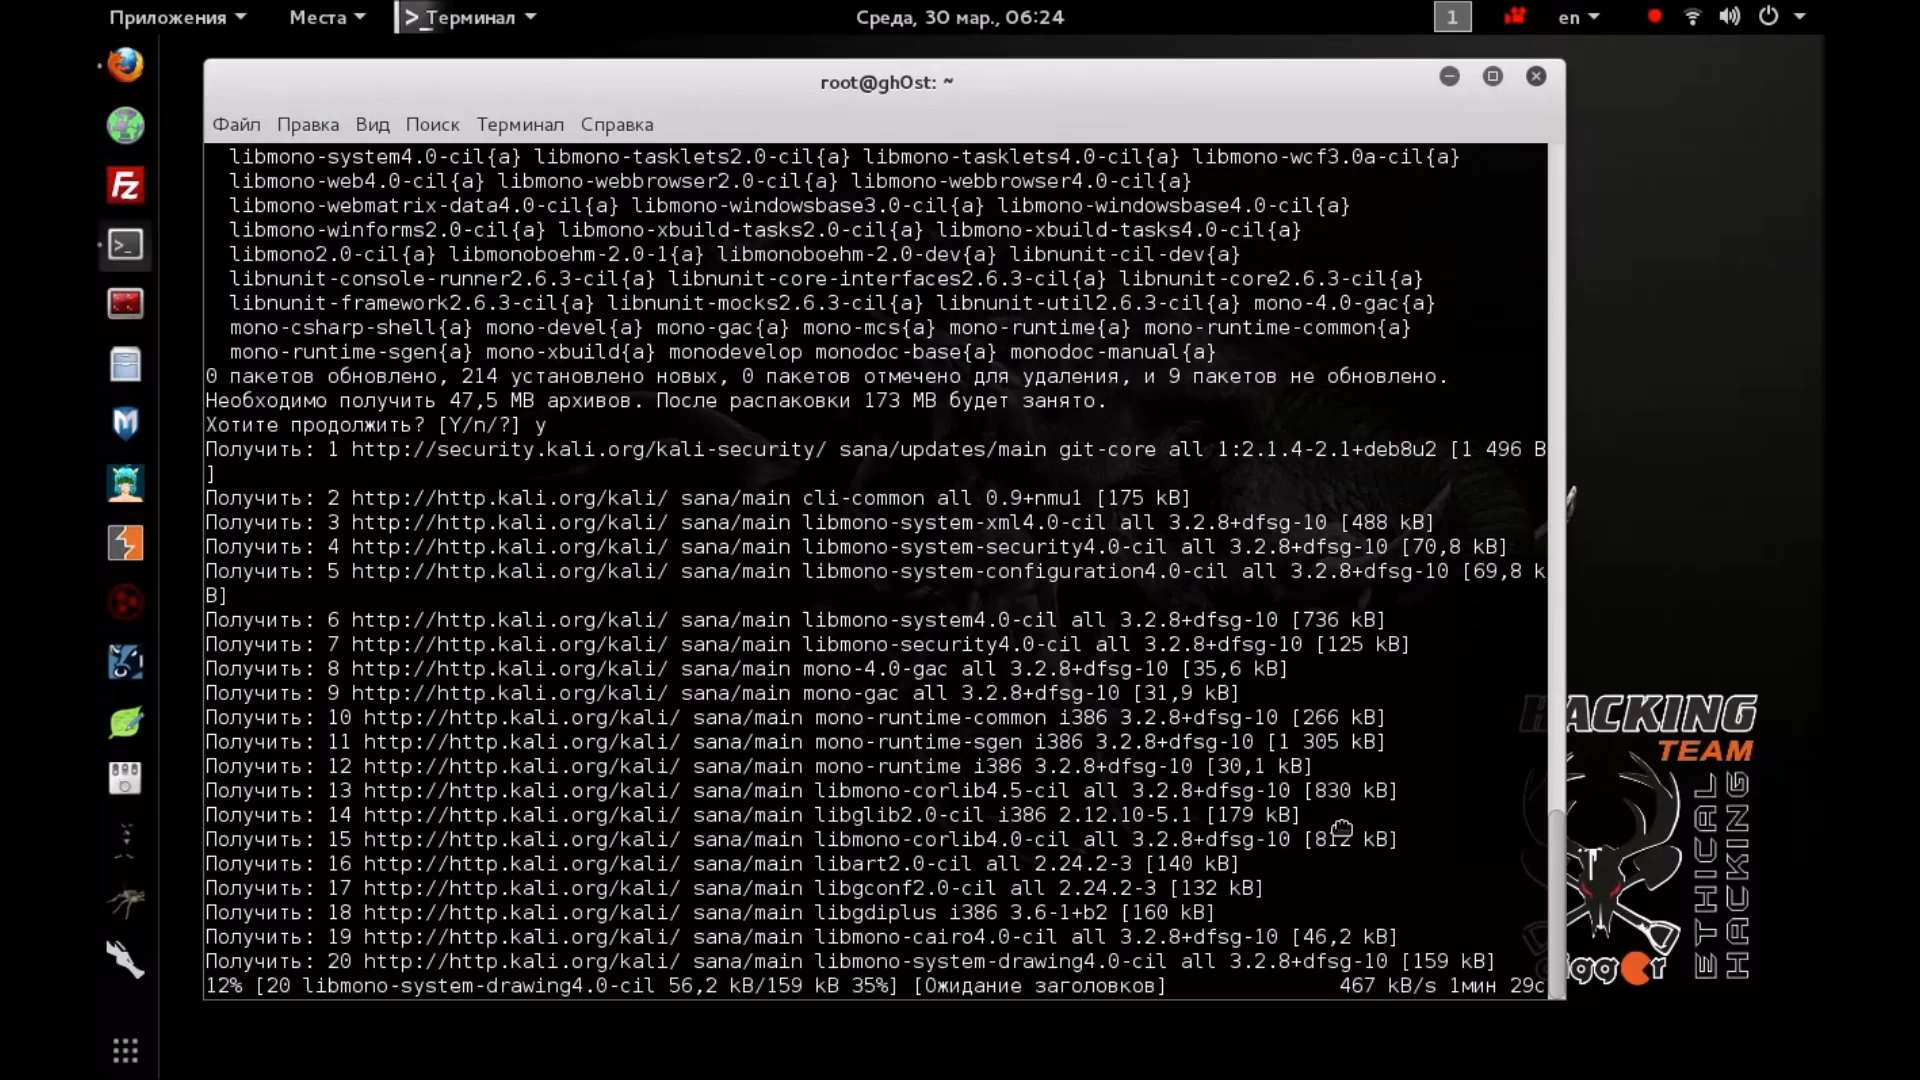 Приложения Места Терминал Среда, 30 мар., 06:24 1 en
root@gh0st: ~
Файл Правка Вид Поиск Терминал Справка
libmono-system4.0-cil{a} libmono-tasklets2.0-cil{a} libmono-tasklets4.0-cil{a} libmono-wcf3.0a-cil{a}
libmono-web4.0-cil{a} libmono-webbrowser2.0-cil{a} libmono-webbrowser4.0-cil{a}
libmono-webmatrix-data4.0-cil{a} libmono-windowsbase3.0-cil{a} libmono-windowsbase4.0-cil{a}
libmono-winforms2.0-cil{a} libmono-xbuild-tasks2.0-cil{a} libmono-xbuild-tasks4.0-cil{a}
libmono2.0-cil{a} libmonoboehm-2.0-1{a} libmonoboehm-2.0-dev{a} libnunit-cil-dev{a}
libnunit-console-runner2.6.3-cil{a} libnunit-core-interfaces2.6.3-cil{a} libnunit-core2.6.3-cil{a}
libnunit-framework2.6.3-cil{a} libnunit-mocks2.6.3-cil{a} libnunit-util2.6.3-cil{a} mono-4.0-gac{a}
mono-csharp-shell{a} mono-devel{a} mono-gac{a} mono-mcs{a} mono-runtime{a} mono-runtime-common{a}
mono-runtime-sgen{a} mono-xbuild{a} monodevelop monodoc-base{a} monodoc-manual{a}
0 пакетов обновлено, 214 установлено новых, 0 пакетов отмечено для удаления, и 9 пакетов не обновлено.
Необходимо получить 47,5 MB архивов. После распаковки 173 MB будет занято.
Хотите продолжить? [Y/n/?] y
Получить: 1 http://security.kali.org/kali-security/ sana/updates/main git-core all 1:2.1.4-2.1+deb8u2 [1 496 B
]
Получить: 2 http://http.kali.org/kali/ sana/main cli-common all 0.9+nmu1 [175 kB]
Получить: 3 http://http.kali.org/kali/ sana/main libmono-system-xml4.0-cil all 3.2.8+dfsg-10 [488 kB]
Получить: 4 http://http.kali.org/kali/ sana/main libmono-system-security4.0-cil all 3.2.8+dfsg-10 [70,8 kB]
Получить: 5 http://http.kali.org/kali/ sana/main libmono-system-configuration4.0-cil all 3.2.8+dfsg-10 [69,8 k
B]
Получить: 6 http://http.kali.org/kali/ sana/main libmono-system4.0-cil all 3.2.8+dfsg-10 [736 kB]
Получить: 7 http://http.kali.org/kali/ sana/main libmono-security4.0-cil all 3.2.8+dfsg-10 [125 kB]
Получить: 8 http://http.kali.org/kali/ sana/main mono-4.0-gac all 3.2.8+dfsg-10 [35,6 kB]
Получить: 9 http://http.kali.org/kali/ sana/main mono-gac all 3.2.8+dfsg-10 [31,9 kB]
Получить: 10 http://http.kali.org/kali/ sana/main mono-runtime-common i386 3.2.8+dfsg-10 [266 kB]
Получить: 11 http://http.kali.org/kali/ sana/main mono-runtime-sgen i386 3.2.8+dfsg-10 [1 305 kB]
Получить: 12 http://http.kali.org/kali/ sana/main mono-runtime i386 3.2.8+dfsg-10 [30,1 kB]
Получить: 13 http://http.kali.org/kali/ sana/main libmono-corlib4.5-cil all 3.2.8+dfsg-10 [830 kB]
Получить: 14 http://http.kali.org/kali/ sana/main libglib2.0-cil i386 2.12.10-5.1 [179 kB]
Получить: 15 http://http.kali.org/kali/ sana/main libmono-corlib4.0-cil all 3.2.8+dfsg-10 [812 kB]
Получить: 16 http://http.kali.org/kali/ sana/main libart2.0-cil all 2.24.2-3 [140 kB]
Получить: 17 http://http.kali.org/kali/ sana/main libgconf2.0-cil all 2.24.2-3 [132 kB]
Получить: 18 http://http.kali.org/kali/ sana/main libgdiplus i386 3.6-1+b2 [160 kB]
Получить: 19 http://http.kali.org/kali/ sana/main libmono-cairo4.0-cil all 3.2.8+dfsg-10 [46,2 kB]
Получить: 20 http://http.kali.org/kali/ sana/main libmono-system-drawing4.0-cil all 3.2.8+dfsg-10 [159 kB]
12% [20 libmono-system-drawing4.0-cil 56,2 kB/159 kB 35%] [Ожидание заголовков] 467 kB/s 1мин 29с
HACKING
TEAM
ETHICAL
HACKING